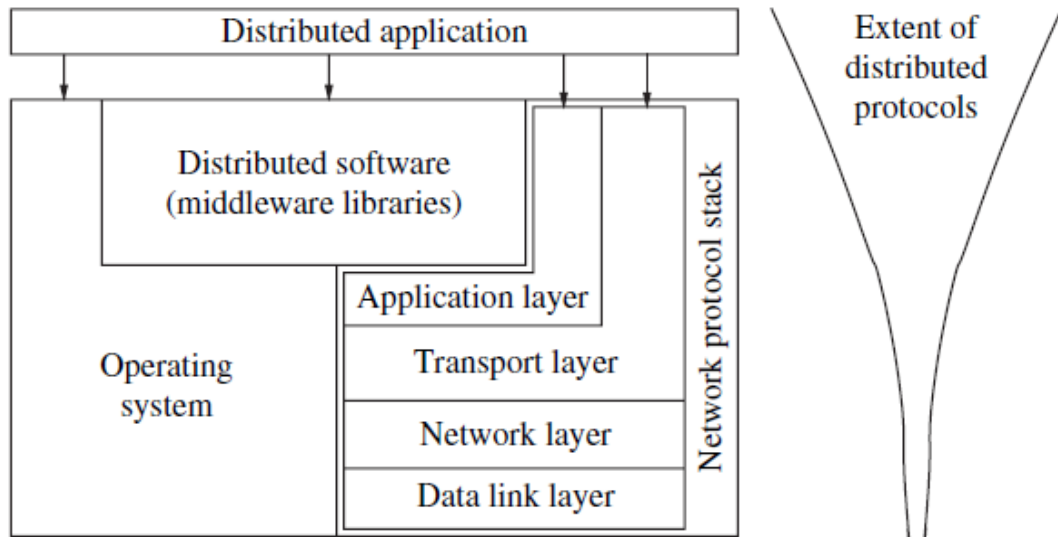 Distributed application
Extent of
distributed
protocols
Distributed software
(middleware libraries)
Network protocol stack
Application layer
Operating
system
Transport layer
Network layer
Data link layer